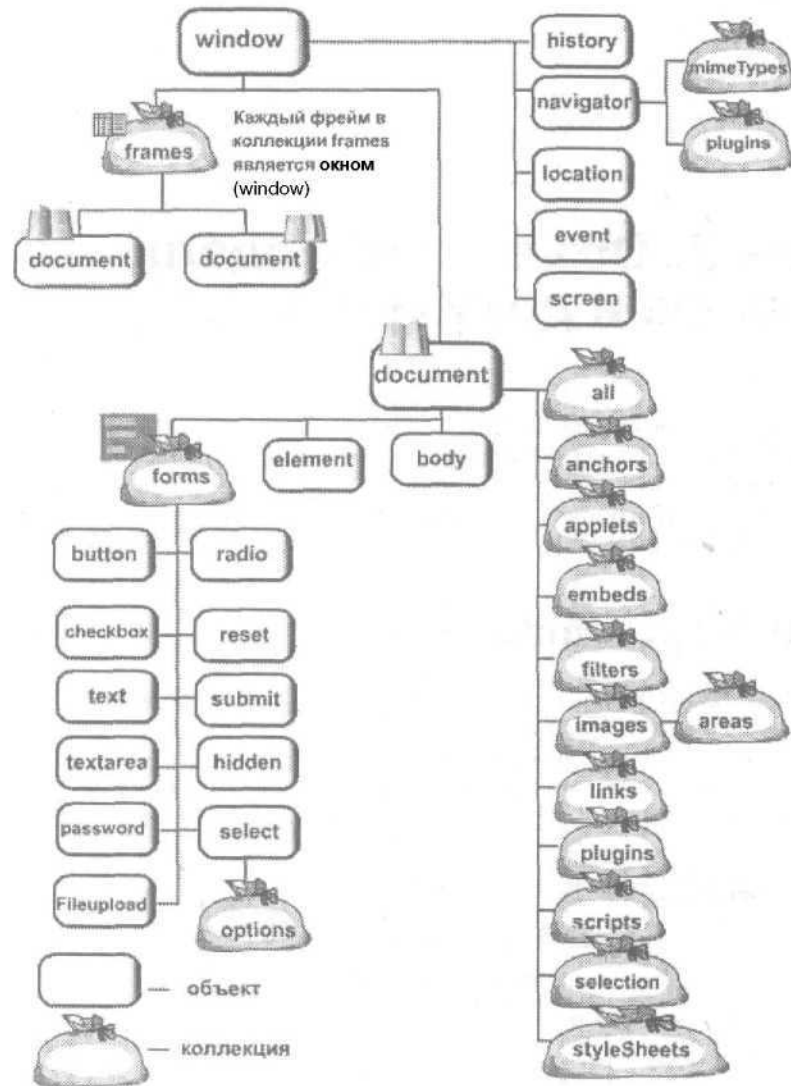 window
history
mimeTypes
navigator
plugins
Каждый фрейм в
коллекции frames
является окном
(window)
frames
location
document
document
event
screen
document
all
forms
element
body
anchors
button
radio
applets
embeds
checkbox
reset
filters
text
submit
images
areas
textarea
hidden
links
password
select
plugins
Fileupload
options
scripts
объект
selection
коллекция
styleSheets